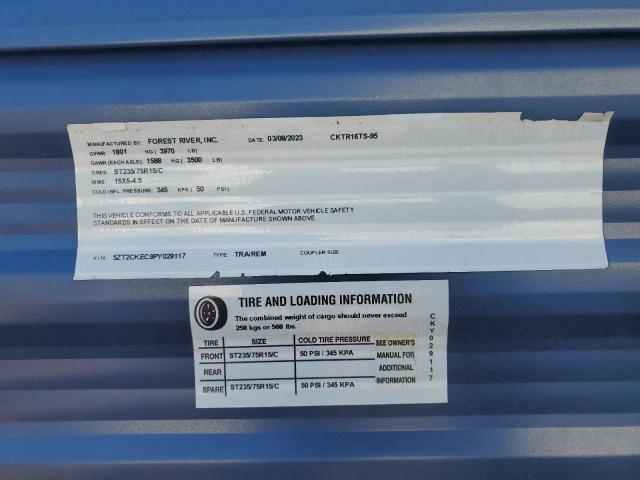 MANUFACTURED BY: FOREST RIVER, INC. DATE: 03/08/2023 CKTR16TS-95
GVWR: 1801 KG ( 3970 LB)
GAWR (EACH AXLE): 1588 KG ( 3500 LB)
TIRES: ST235/75R15/C
RIMS: 15X5-4.5
COLD INFL. PRESSURE: 345 KPA ( 50 PSI)
THIS VEHICLE CONFORMS TO ALL APPLICABLE U.S. FEDERAL MOTOR VEHICLE SAFETY
STANDARDS IN EFFECT ON THE DATE OF MANUFACTURE SHOWN ABOVE.
V.I.N. 5ZT2CKEC9PY029117 TYPE: TRA/REM COUPLER SIZE:
TIRE AND LOADING INFORMATION
The combined weight of cargo should never exceed
258 kgs or 568 lbs.
TIRE SIZE COLD TIRE PRESSURE SEE OWNER'S
FRONT ST235/75R15/C 50 PSI / 345 KPA MANUAL FOR
REAR ADDITIONAL
SPARE ST235/75R15/C 50 PSI / 345 KPA INFORMATION
CKY029117